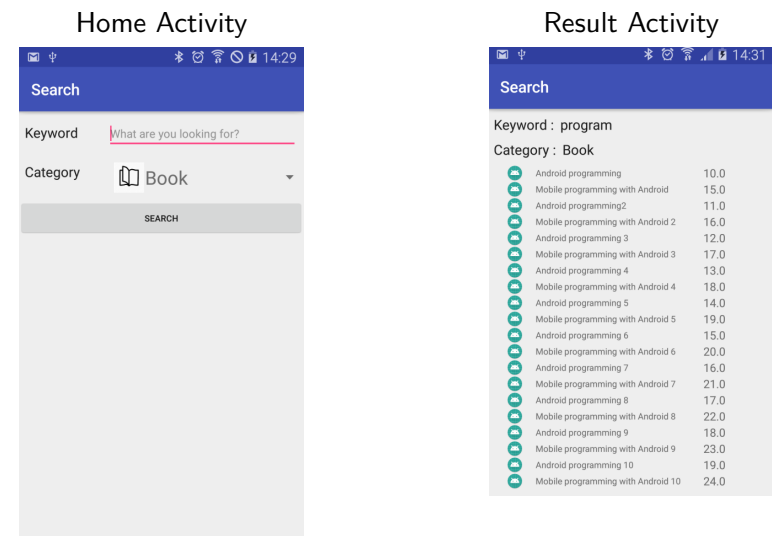 Home Activity
14:29
Search
Keyword What are you looking for?
Category Book
SEARCH
Result Activity
14:31
Search
Keyword : program
Category : Book
Android programming 10.0
Mobile programming with Android 15.0
Android programming2 11.0
Mobile programming with Android 2 16.0
Android programming 3 12.0
Mobile programming with Android 3 17.0
Android programming 4 13.0
Mobile programming with Android 4 18.0
Android programming 5 14.0
Mobile programming with Android 5 19.0
Android programming 6 15.0
Mobile programming with Android 6 20.0
Android programming 7 16.0
Mobile programming with Android 7 21.0
Android programming 8 17.0
Mobile programming with Android 8 22.0
Android programming 9 18.0
Mobile programming with Android 9 23.0
Android programming 10 19.0
Mobile programming with Android 10 24.0